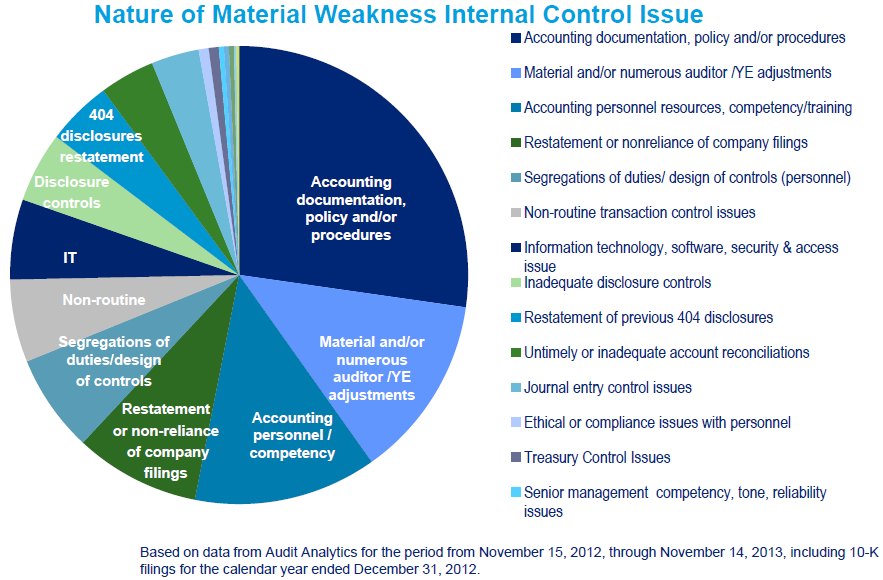 Nature of Material Weakness Internal Control Issue
404
disclosures
restatement
Disclosure
controls
IT
Non-routine
Segregations of
duties/design
of controls
Restatement
or non-reliance
of company
filings
Accounting
personnel /
competency
Material and/or
numerous
auditor /YE
adjustments
Accounting
documentation,
policy and/or
procedures
Accounting documentation, policy and/or procedures
Material and/or numerous auditor /YE adjustments
Accounting personnel resources, competency/training
Restatement or nonreliance of company filings
Segregations of duties/ design of controls (personnel)
Non-routine transaction control issues
Information technology, software, security & access
issue
Inadequate disclosure controls
Restatement of previous 404 disclosures
Untimely or inadequate account reconciliations
Journal entry control issues
Ethical or compliance issues with personnel
Treasury Control Issues
Senior management competency, tone, reliability
issues
Based on data from Audit Analytics for the period from November 15, 2012, through November 14, 2013, including 10-K
filings for the calendar year ended December 31, 2012.